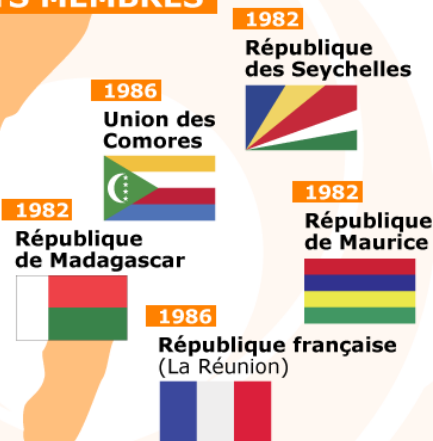 MEMBRES
1982
République
des Seychelles
1986
Union des
Comores
1982
République
de Maurice
1982
République
de Madagascar
1986
République française
(La Réunion)